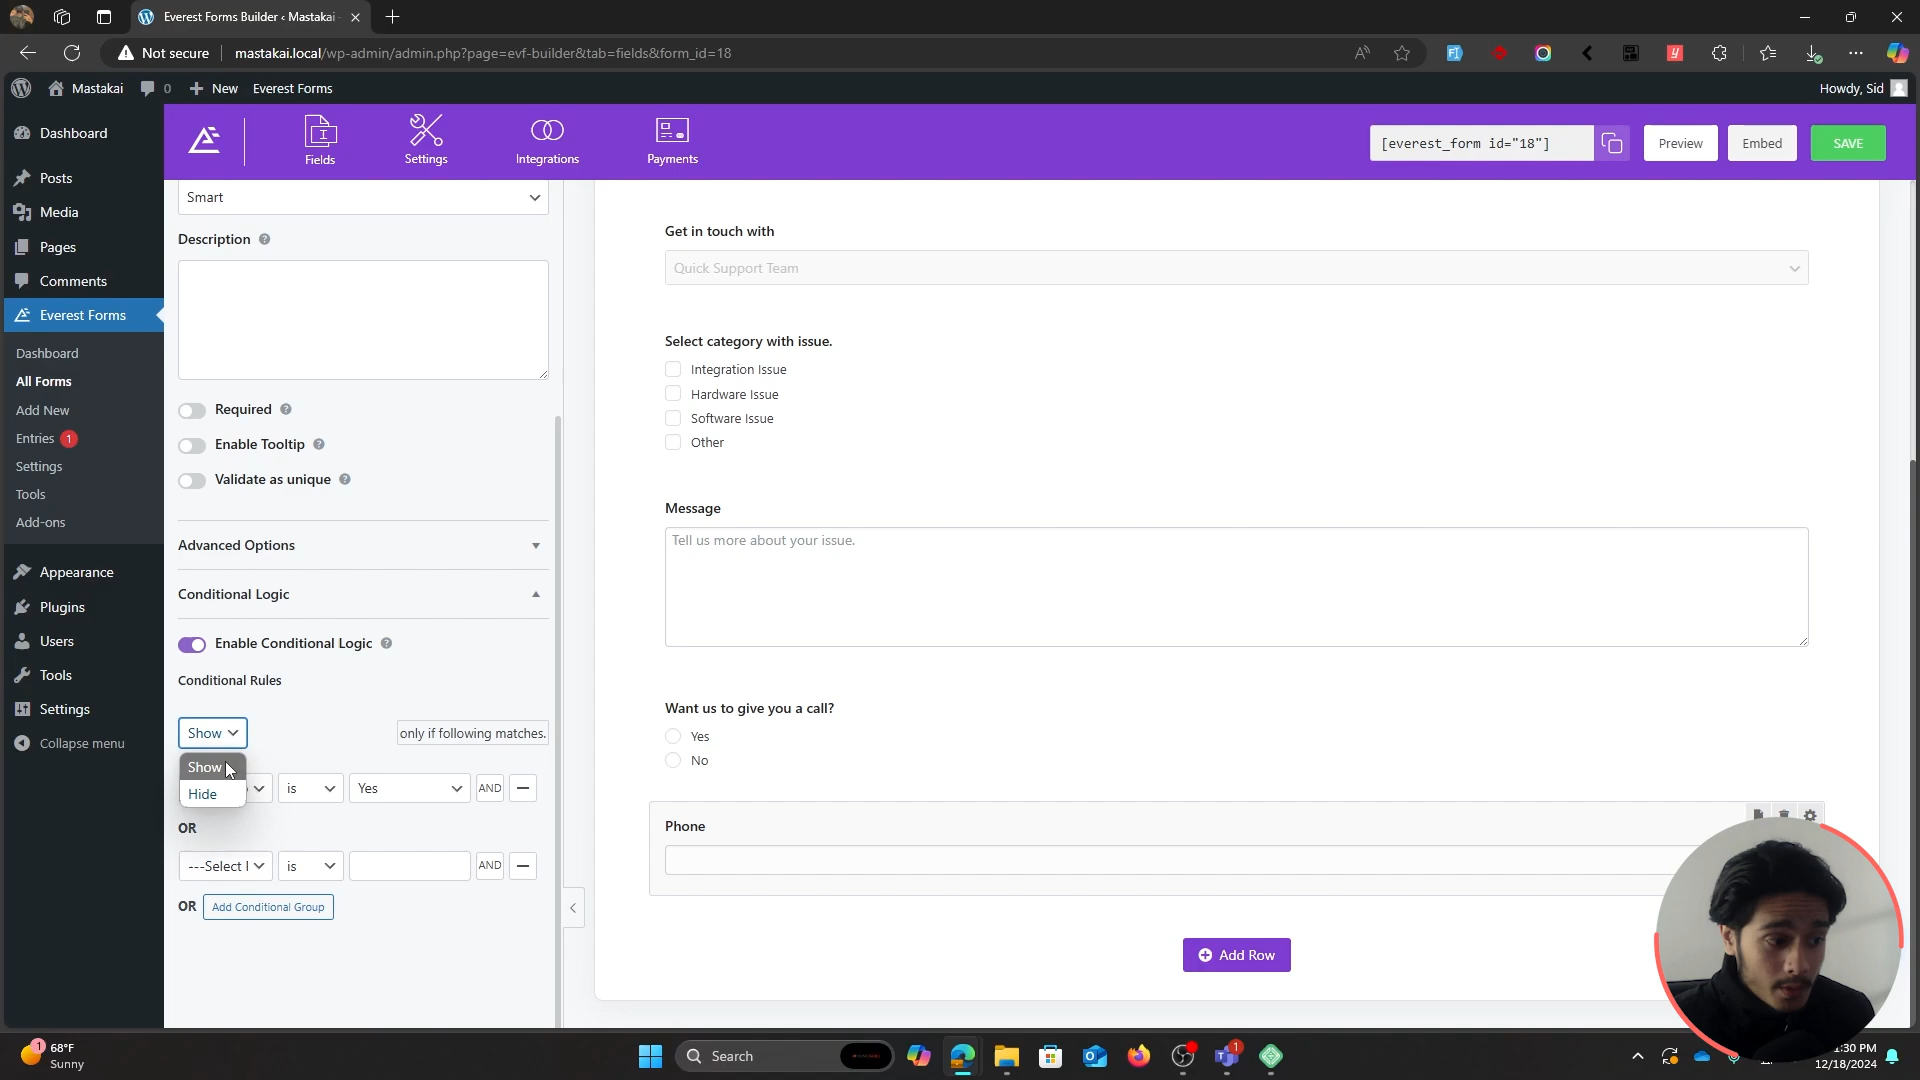 Everest Forms Builder ‹ Mastakai
Not secure
mastakai.local/wp-admin/admin.php?page=evf-builder&tab=fields&form_id=18
Mastakai
0
New
Everest Forms
Howdy, Sid
Dashboard
Posts
Media
Pages
Comments
Everest Forms
Dashboard
All Forms
Add New
Entries 1
Settings
Tools
Add-ons
Appearance
Plugins
Users
Tools
Settings
Collapse menu
Fields
Settings
Integrations
Payments
[everest_form id="18"]
Preview
Embed
SAVE
Smart
Description
Required
Enable Tooltip
Validate as unique
Advanced Options
Conditional Logic
Enable Conditional Logic
Conditional Rules
Show
only if following matches.
Show
Hide
is
Yes
AND
OR
---Select
is
AND
OR
Add Conditional Group
Get in touch with
Quick Support Team
Select category with issue.
Integration Issue
Hardware Issue
Software Issue
Other
Message
Tell us more about your issue.
Want us to give you a call?
Yes
No
Phone
Add Row
1
68°F
Sunny
Search
1
:30 PM
12/18/2024